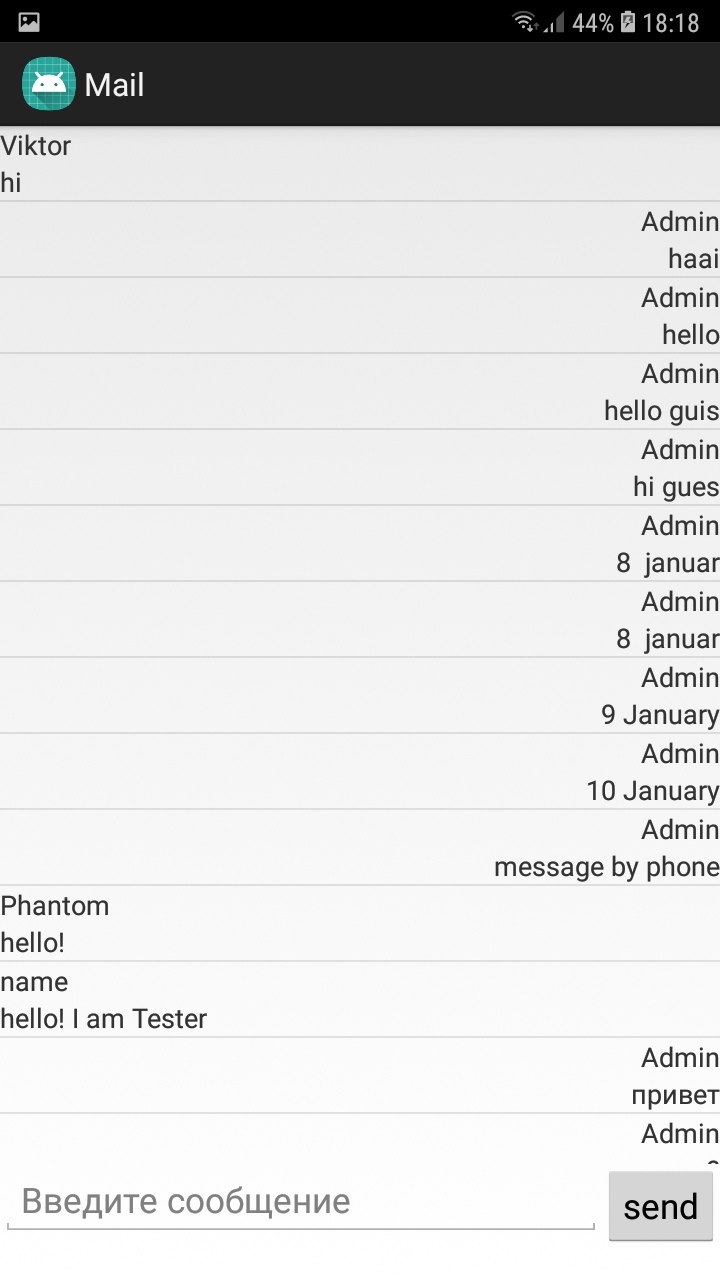 44% 18:18
Mail
Viktor
hi
Admin
haai
Admin
hello
Admin
hello guis
Admin
hi gues
Admin
8  januar
Admin
8  januar
Admin
9 January
Admin
10 January
Admin
message by phone
Phantom
hello!
name
hello! I am Tester
Admin
привет
Admin
Введите сообщение
send